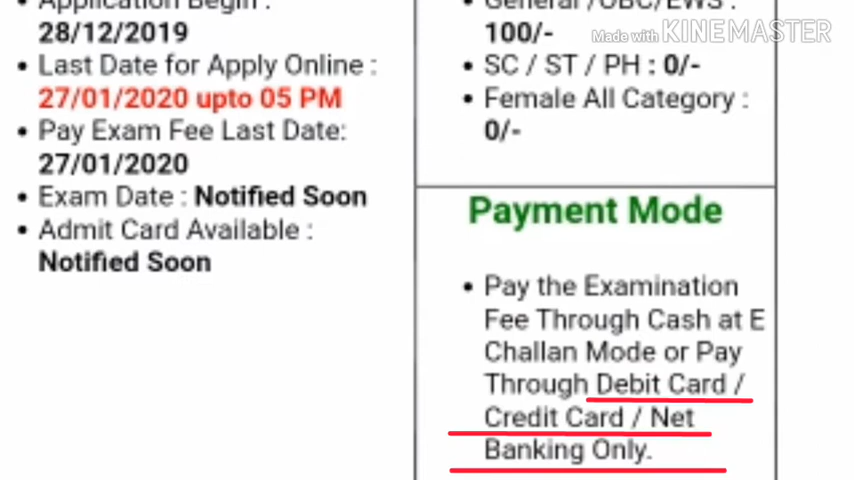 Application Begin :
28/12/2019
• Last Date for Apply Online :
27/01/2020 upto 05 PM
• Pay Exam Fee Last Date:
27/01/2020
• Exam Date : Notified Soon
• Admit Card Available :
Notified Soon
General /OBC/EWS :
100/-
• SC / ST / PH : 0/-
• Female All Category :
0/-
Made with KINEMASTER
Payment Mode
• Pay the Examination
Fee Through Cash at E
Challan Mode or Pay
Through Debit Card /
Credit Card / Net
Banking Only.